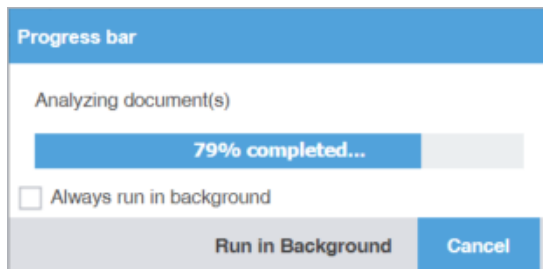 Progress bar
Analyzing document(s)
79% completed...
Always run in background
Run in Background Cancel